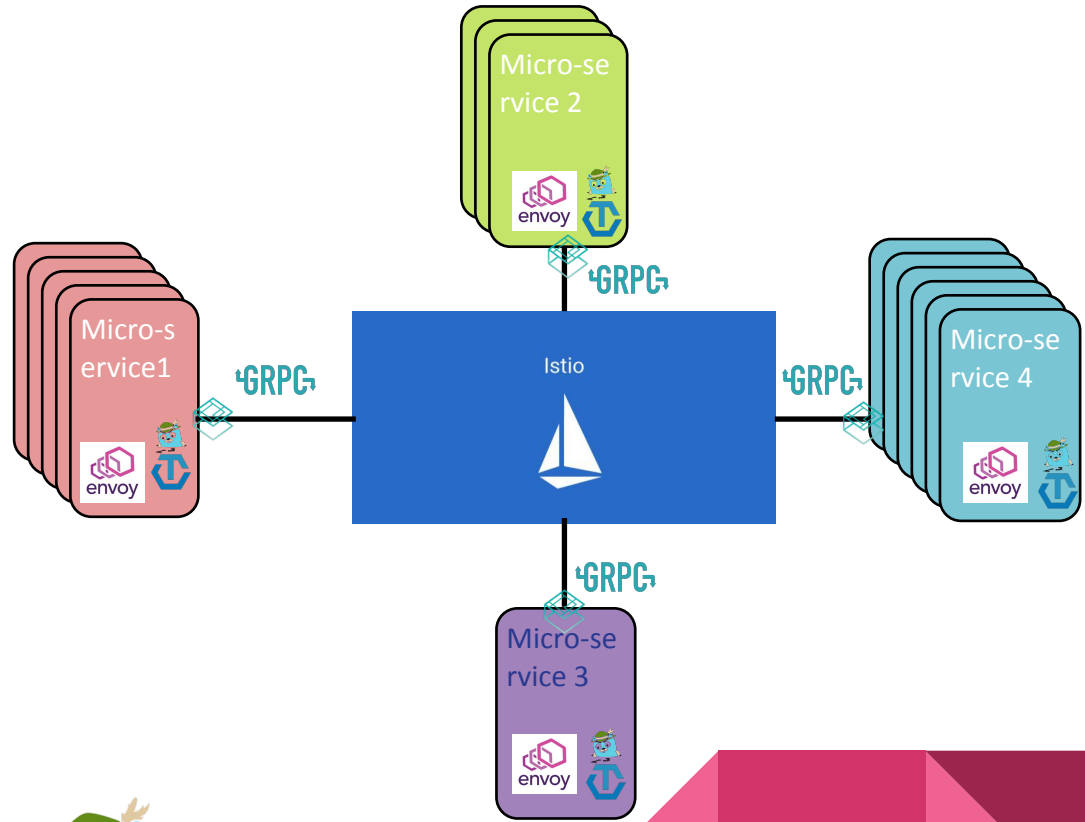 Micro-se
rvice 2
envoy
GRPC
Micro-s
ervice1
envoy
GRPC
Istio
GRPC
Micro-se
rvice 4
envoy
GRPC
Micro-se
rvice 3
envoy